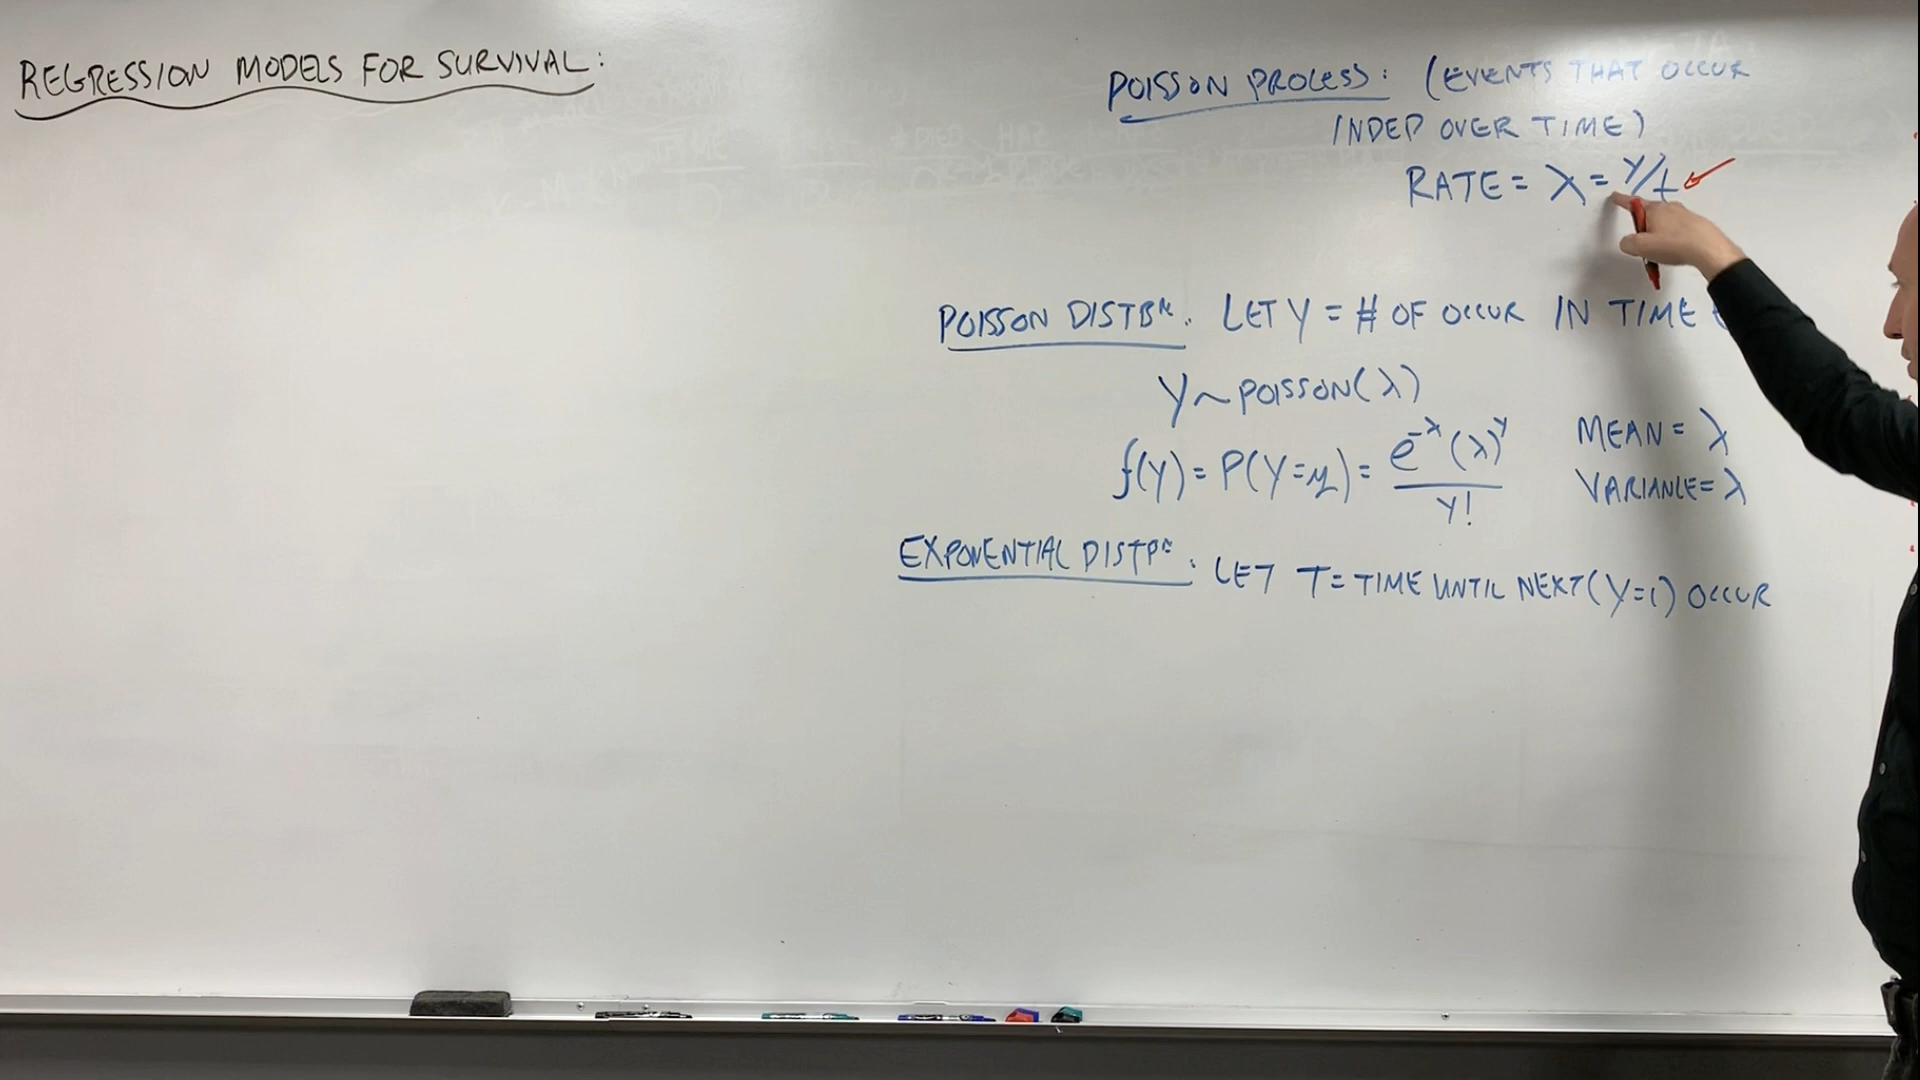 REGRESSION MODELS FOR SURVIVAL:
POISSON PROCESS: (EVENTS THAT OCCUR
INDEP OVER TIME)
RATE = λ = Y/t
POISSON DISTBN: LET Y = # OF OCCUR IN TIME t
Y ~ POISSON(λ)
f(Y) = P(Y=y) = e^-λ (λ)^Y / Y!
MEAN = λ
VARIANCE = λ
EXPONENTIAL DISTBN: LET T = TIME UNTIL NEXT (Y=1) OCCUR